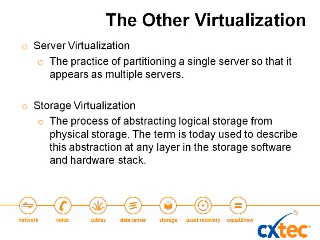 The Other Virtualization
Server Virtualization
The practice of partitioning a single server so that it
appears as multiple servers.
Storage Virtualization
The process of abstracting logical storage from
physical storage. The term is today used to describe
this abstraction at any layer in the storage software
and hardware stack.
network voice cables data center storage asset recovery equal2new
cxtec